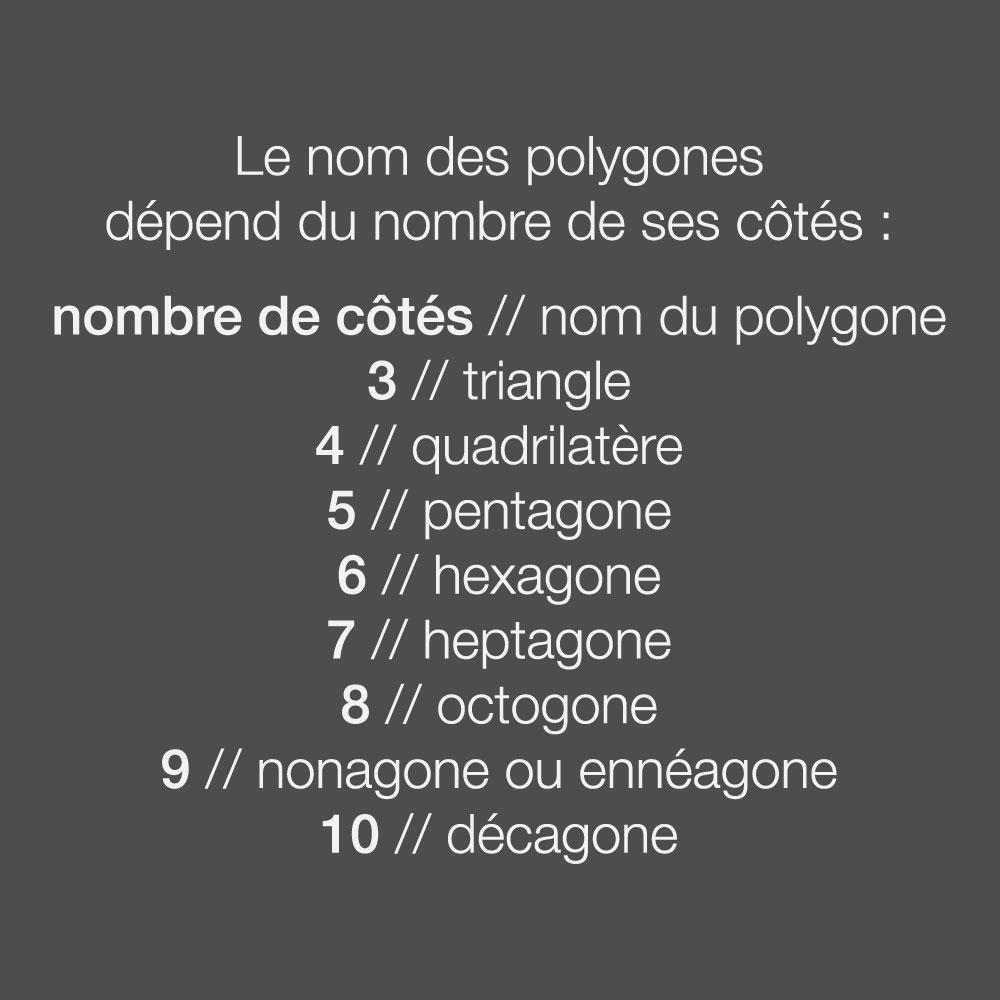 Le nom des polygones
dépend du nombre de ses côtés :
nombre de côtés // nom du polygone
3 // triangle
4 // quadrilatère
5 // pentagone
6 // hexagone
7 // heptagone
8 // octogone
9 // nonagone ou ennéagone
10 // décagone